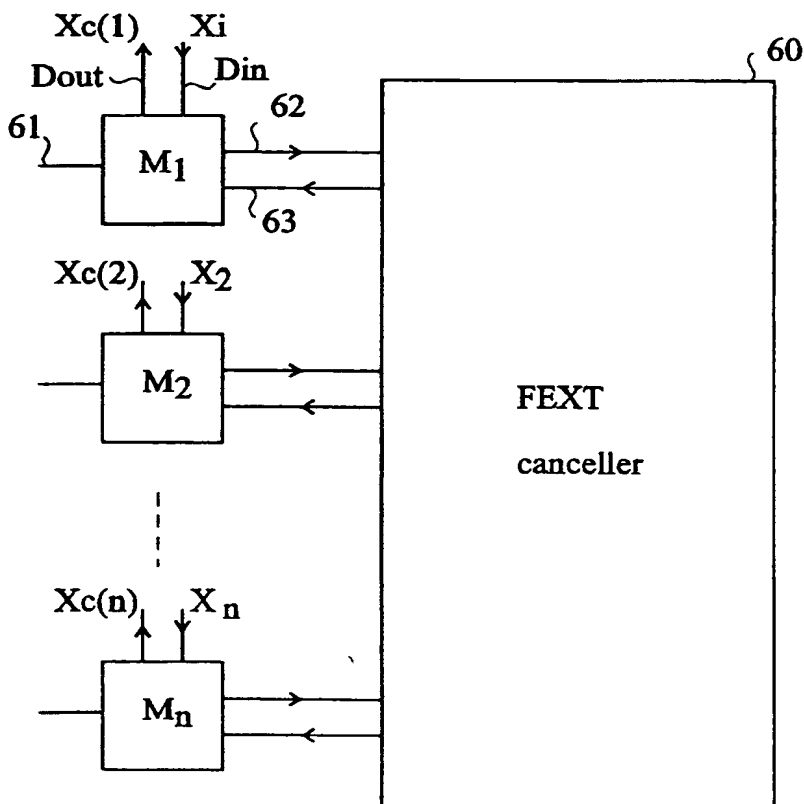 Xc(1) Xi
60
Dout Din
62
61
M1
63
Xc(2) X2
M2
FEXT
canceller
Xc(n) Xn
Mn